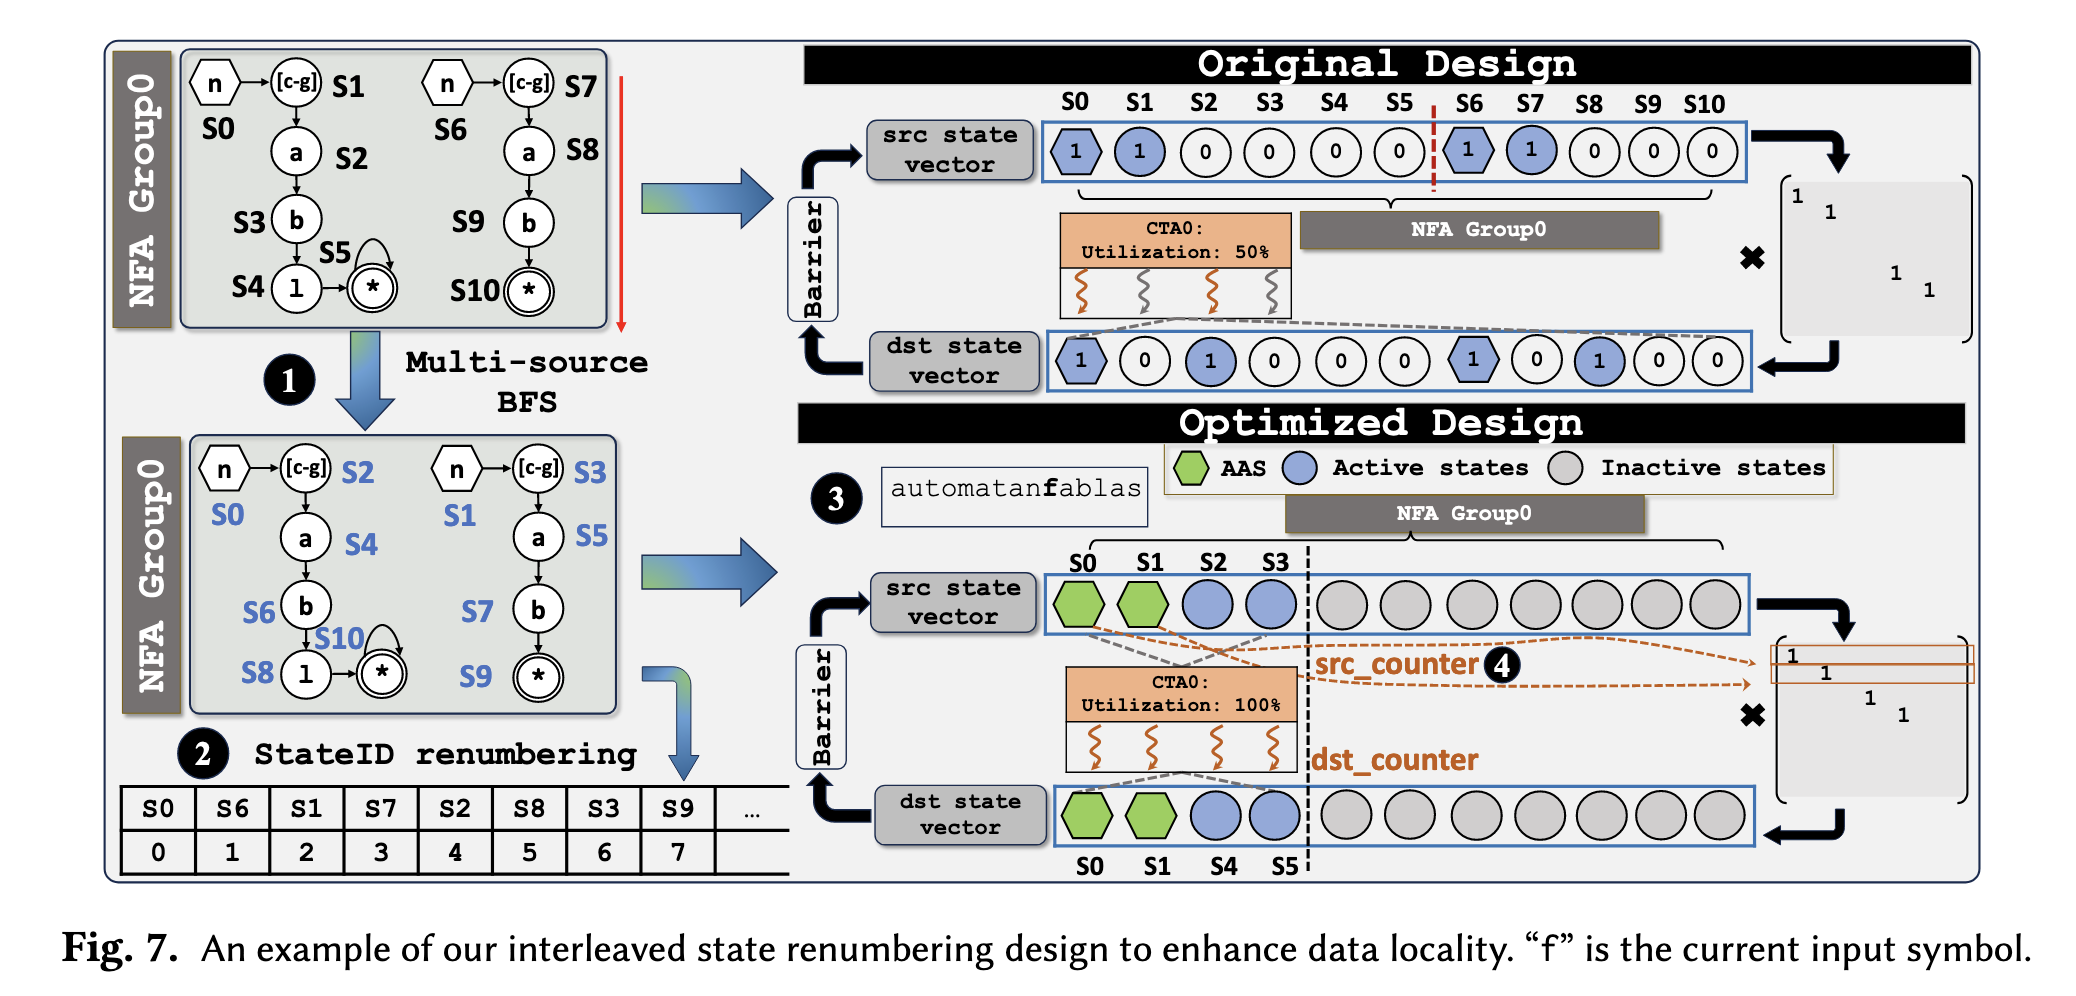 NFA Group0
n
[c-g]
S1
S0
a
S2
S3
b
S5
S4
l
*
n
[c-g]
S7
S6
a
S8
S9
b
S10
*
1
Multi-source
BFS
NFA Group0
n
[c-g]
S2
S0
a
S4
S6
b
S10
S8
l
*
n
[c-g]
S3
S1
a
S5
S7
b
S9
*
2 StateID renumbering
S0 S6 S1 S7 S2 S8 S3 S9 ...
0 1 2 3 4 5 6 7
Original Design
S0 S1 S2 S3 S4 S5 S6 S7 S8 S9 S10
src state
vector
1 1 0 0 0 0 1 1 0 0 0
Barrier
CTA0:
Utilization: 50%
NFA Group0
✖
1
1
1
1
dst state
vector
1 0 1 0 0 0 1 0 1 0 0
Optimized Design
AAS Active states Inactive states
3
automatanfablas
NFA Group0
S0 S1 S2 S3
src state
vector
Barrier
src_counter 4
CTA0:
Utilization: 100%
dst_counter
✖
1
1
1
1
dst state
vector
S0 S1 S4 S5
Fig. 7. An example of our interleaved state renumbering design to enhance data locality. “f” is the current input symbol.